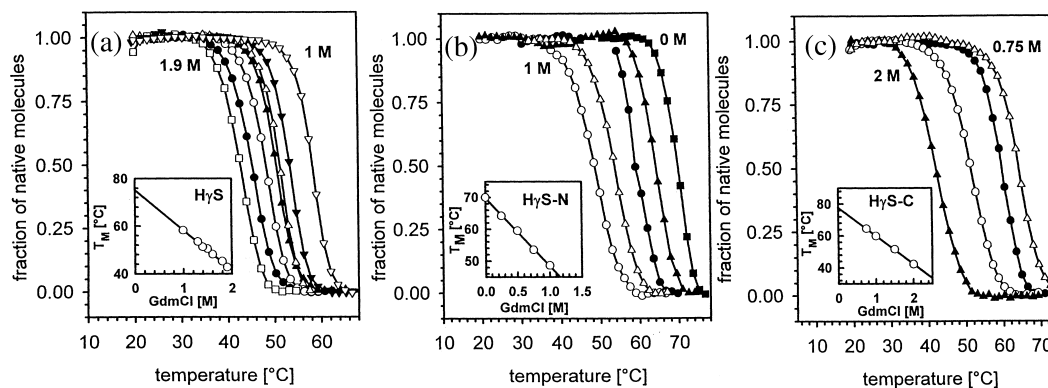 (a)
1 M
1.9 M
fraction of native molecules
1.00
0.75
0.50
0.25
0.00
HγS
T_M [°C]
80
60
40
0
1
2
GdmCl [M]
10 20 30 40 50 60
temperature [°C]
(b)
0 M
1 M
fraction of native molecules
1.00
0.75
0.50
0.25
0.00
HγS-N
T_M [°C]
70
60
50
0.0 0.5 1.0 1.5
GdmCl [M]
10 20 30 40 50 60 70
temperature [°C]
(c)
0.75 M
2 M
fraction of native molecules
1.00
0.75
0.50
0.25
0.00
HγS-C
T_M [°C]
80
60
40
0 1 2
GdmCl [M]
10 20 30 40 50 60 70
temperature [°C]